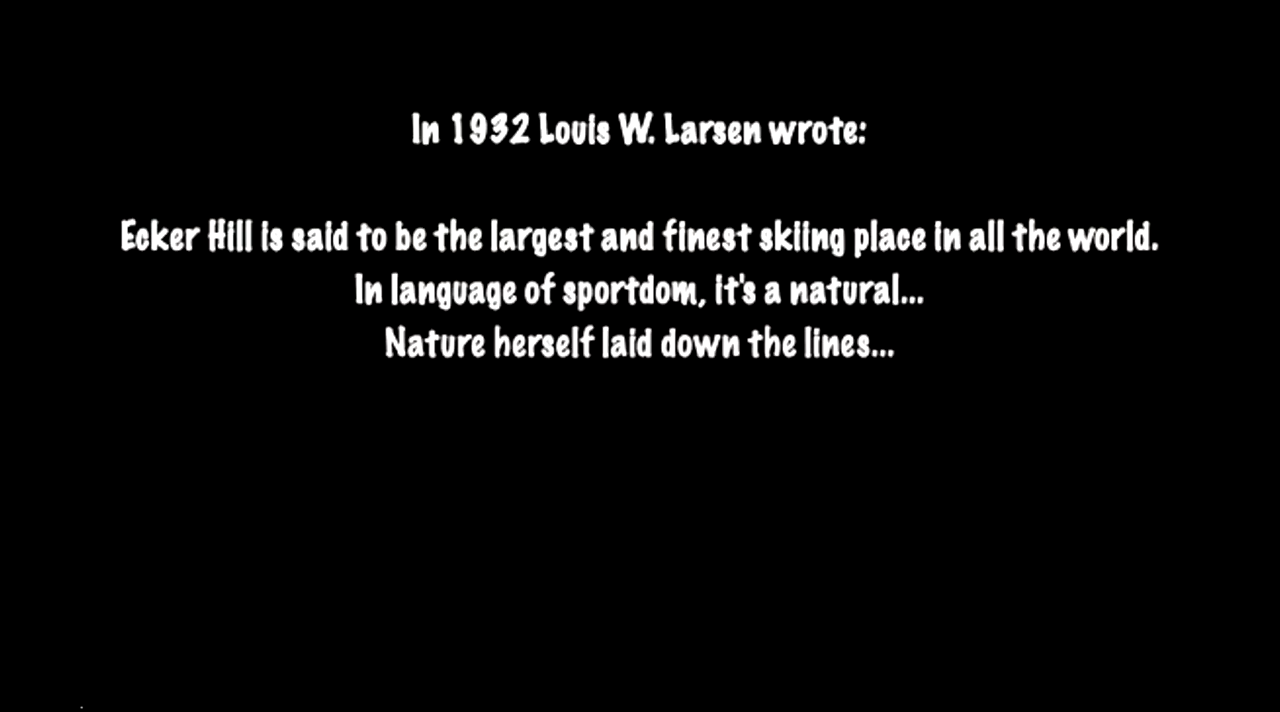 In 1932 Louis W. Larsen wrote:
Ecker Hill is said to be the largest and finest skiing place in all the world.
In language of sportdom, it's a natural...
Nature herself laid down the lines...